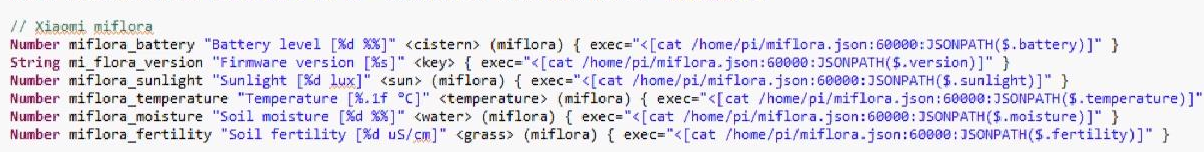 // Xiaomi miflora
Number miflora_battery "Battery level [%d %%]" <cistern> (miflora) { exec="<[cat /home/pi/miflora.json:60000:JSONPATH($.battery)]" }
String mi_flora_version "Firmware version [%s]" <key> { exec="<[cat /home/pi/miflora.json:60000:JSONPATH($.version)]" }
Number miflora_sunlight "Sunlight [%d lux]" <sun> (miflora) { exec="<[cat /home/pi/miflora.json:60000:JSONPATH($.sunlight)]" }
Number miflora_temperature "Temperature [%.1f °C]" <temperature> (miflora) { exec="<[cat /home/pi/miflora.json:60000:JSONPATH($.temperature)]"
Number miflora_moisture "Soil moisture [%d %%]" <water> (miflora) { exec="<[cat /home/pi/miflora.json:60000:JSONPATH($.moisture)]" }
Number miflora_fertility "Soil fertility [%d uS/cm]" <grass> (miflora) { exec="<[cat /home/pi/miflora.json:60000:JSONPATH($.fertility)]" }